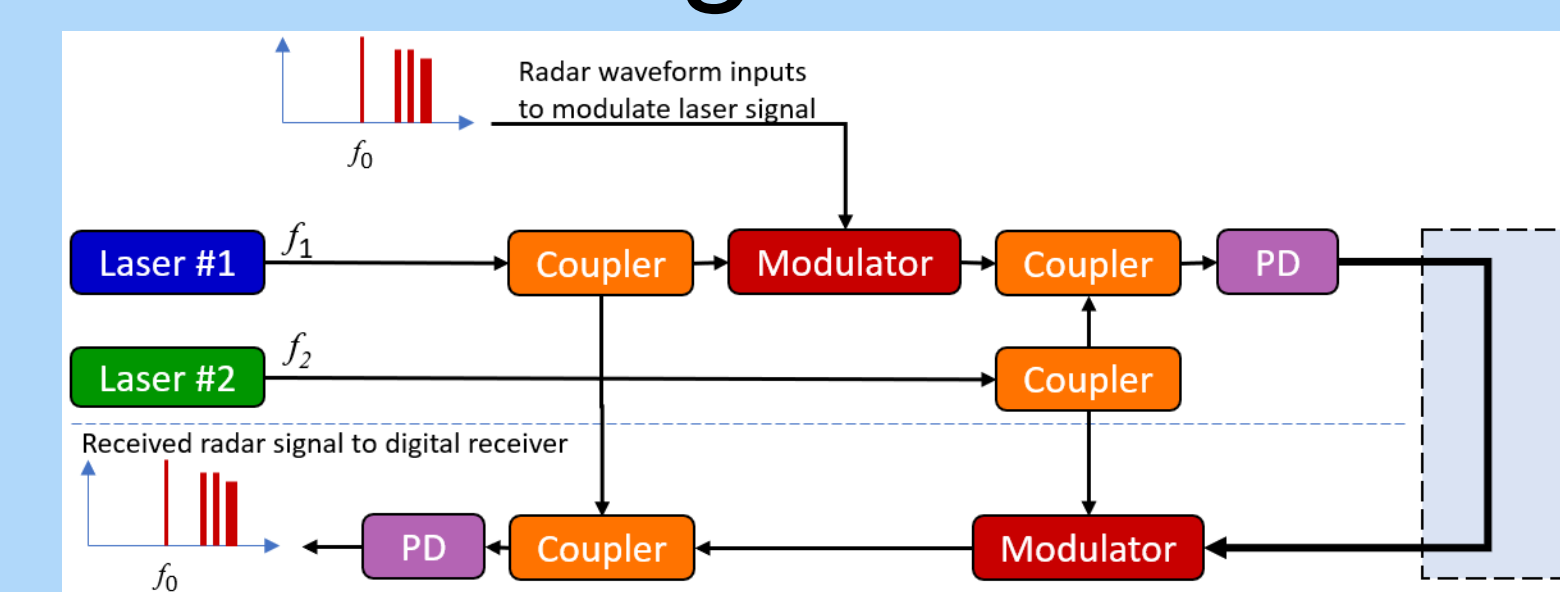 Radar waveform inputs
to modulate laser signal
f0
Laser #1
f1
Coupler
Modulator
Coupler
PD
Laser #2
f2
Coupler
Received radar signal to digital receiver
PD
Coupler
Modulator
f0